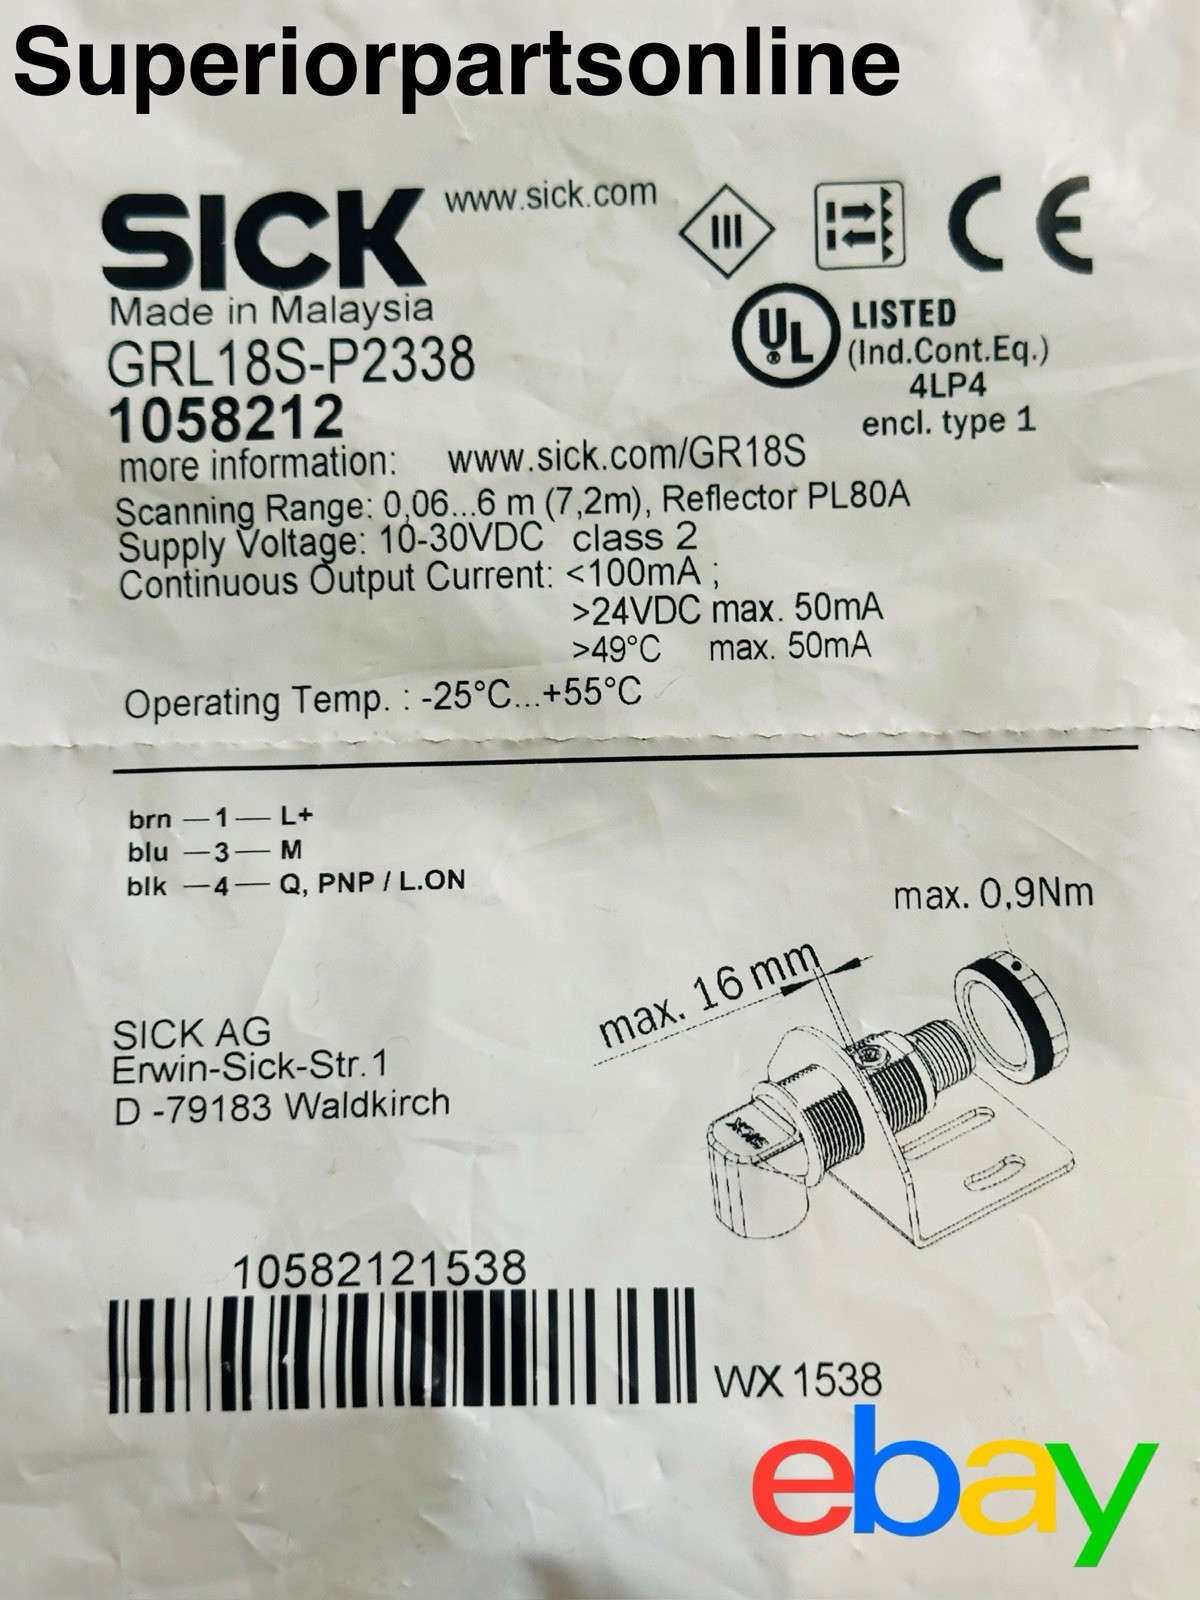 Superiorpartsonline
SICK www.sick.com
III
CE
Made in Malaysia
GRL18S-P2338
1058212
UL LISTED
(Ind.Cont.Eq.)
4LP4
encl. type 1
more information: www.sick.com/GR18S
Scanning Range: 0,06...6 m (7,2m), Reflector PL80A
Supply Voltage: 10-30VDC class 2
Continuous Output Current: <100mA ;
>24VDC max. 50mA
>49°C max. 50mA
Operating Temp. : -25°C...+55°C
brn —1— L+
blu —3— M
blk —4— Q, PNP / L.ON
max. 0,9Nm
max. 16 mm
SICK
SICK AG
Erwin-Sick-Str.1
D -79183 Waldkirch
10582121538
WX 1538
ebay